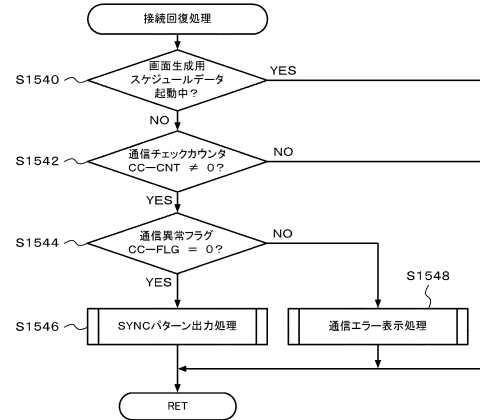 接続回復処理
画面生成用
スケジュールデータ
起動中？
S1540
YES
NO
通信チェックカウンタ
CC－CNT ≠ 0？
S1542
NO
YES
通信異常フラグ
CC－FLG ＝ 0？
S1544
NO
YES
S1548
S1546
SYNCパターン出力処理
通信エラー表示処理
RET